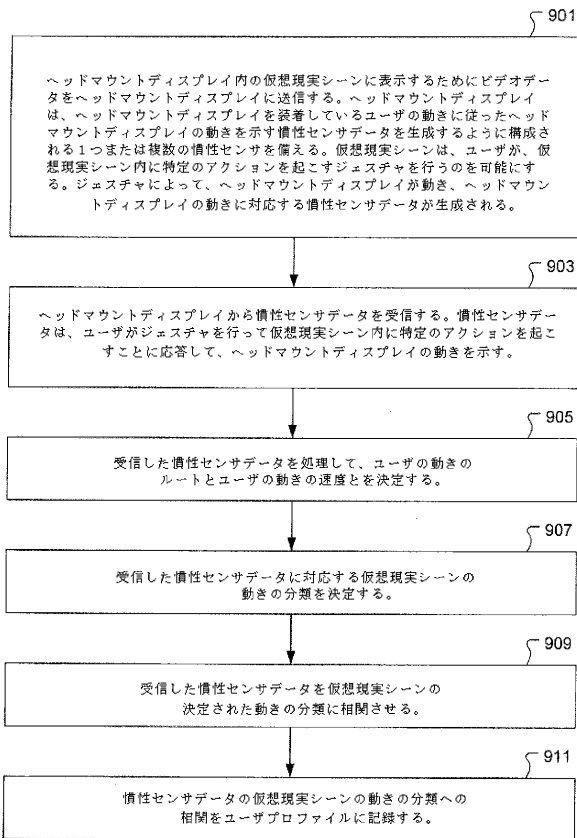 901
ヘッドマウントディスプレイ内の仮想現実シーンに表示するためにビデオデー
タをヘッドマウントディスプレイに送信する。ヘッドマウントディスプレイ
は、ヘッドマウントディスプレイを装着しているユーザの動きに従ったヘッド
マウントディスプレイの動きを示す慣性センサデータを生成するように構成さ
れる1つまたは複数の慣性センサを備える。仮想現実シーンは、ユーザが、仮
想現実シーン内に特定のアクションを起こすジェスチャを行うのを可能にす
る。ジェスチャによって、ヘッドマウントディスプレイが動き、ヘッドマウン
トディスプレイの動きに対応する慣性センサデータが生成される。
903
ヘッドマウントディスプレイから慣性センサデータを受信する。慣性センサデー
タは、ユーザがジェスチャを行って仮想現実シーン内に特定のアクションを起こ
すことに応答して、ヘッドマウントディスプレイの動きを示す。
905
受信した慣性センサデータを処理して、ユーザの動きの
ルートとユーザの動きの速度とを決定する。
907
受信した慣性センサデータに対応する仮想現実シーンの
動きの分類を決定する。
909
受信した慣性センサデータを仮想現実シーンの
決定された動きの分類に相関させる。
911
慣性センサデータの仮想現実シーンの動きの分類への
相関をユーザプロファイルに記録する。